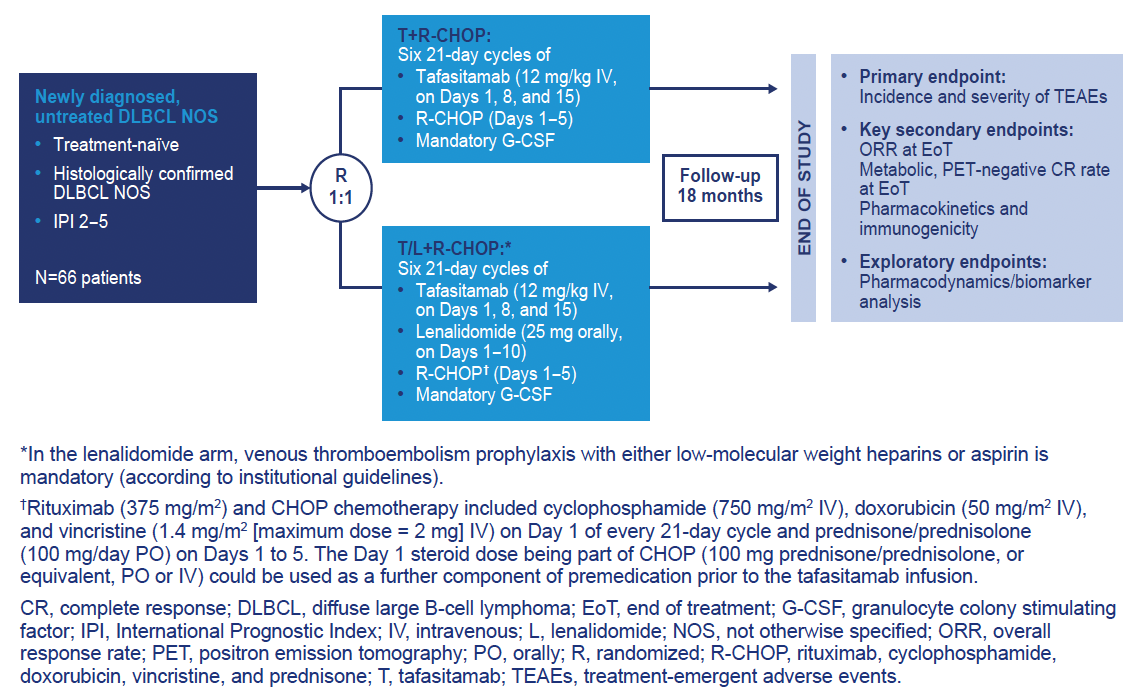 Newly diagnosed,
untreated DLBCL NOS
• Treatment-naïve
• Histologically confirmed
DLBCL NOS
• IPI 2–5
N=66 patients
R
1:1
T+R-CHOP:
Six 21-day cycles of
• Tafasitamab (12 mg/kg IV,
on Days 1, 8, and 15)
• R-CHOP (Days 1–5)
• Mandatory G-CSF
T/L+R-CHOP:*
Six 21-day cycles of
• Tafasitamab (12 mg/kg IV,
on Days 1, 8, and 15)
• Lenalidomide (25 mg orally,
on Days 1–10)
• R-CHOP† (Days 1–5)
• Mandatory G-CSF
Follow-up
18 months
END OF STUDY
• Primary endpoint:
Incidence and severity of TEAEs
• Key secondary endpoints:
ORR at EoT
Metabolic, PET-negative CR rate
at EoT
Pharmacokinetics and
immunogenicity
• Exploratory endpoints:
Pharmacodynamics/biomarker
analysis
*In the lenalidomide arm, venous thromboembolism prophylaxis with either low-molecular weight heparins or aspirin is
mandatory (according to institutional guidelines).
†Rituximab (375 mg/m²) and CHOP chemotherapy included cyclophosphamide (750 mg/m² IV), doxorubicin (50 mg/m² IV),
and vincristine (1.4 mg/m² [maximum dose = 2 mg] IV) on Day 1 of every 21-day cycle and prednisone/prednisolone
(100 mg/day PO) on Days 1 to 5. The Day 1 steroid dose being part of CHOP (100 mg prednisone/prednisolone, or
equivalent, PO or IV) could be used as a further component of premedication prior to the tafasitamab infusion.
CR, complete response; DLBCL, diffuse large B-cell lymphoma; EoT, end of treatment; G-CSF, granulocyte colony stimulating
factor; IPI, International Prognostic Index; IV, intravenous; L, lenalidomide; NOS, not otherwise specified; ORR, overall
response rate; PET, positron emission tomography; PO, orally; R, randomized; R-CHOP, rituximab, cyclophosphamide,
doxorubicin, vincristine, and prednisone; T, tafasitamab; TEAEs, treatment-emergent adverse events.